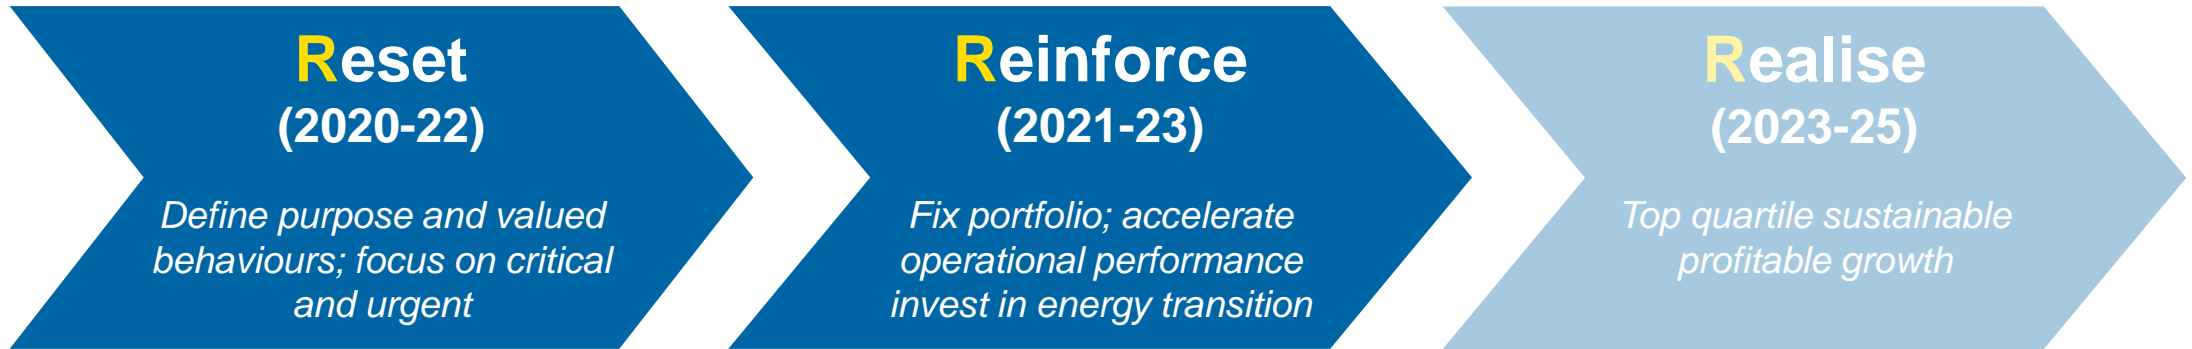 Reset
(2020-22)
Define purpose and valued
behaviours; focus on critical
and urgent
Reinforce
(2021-23)
Fix portfolio; accelerate
operational performance
invest in energy transition
Realise
(2023-25)
Top quartile sustainable
profitable growth